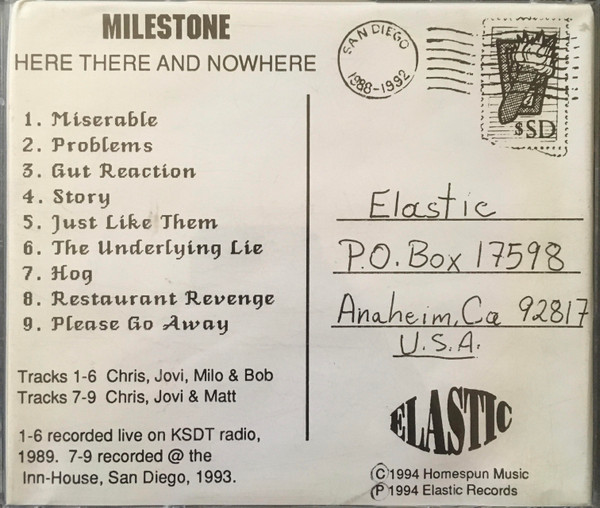 MILESTONE
HERE THERE AND NOWHERE
1. Miserable
2. Problems
3. Gut Reaction
4. Story
5. Just Like Them
6. The Underlying Lie
7. Hog
8. Restaurant Revenge
9. Please Go Away
Tracks 1-6 Chris, Jovi, Milo & Bob
Tracks 7-9 Chris, Jovi & Matt
1-6 recorded live on KSDT radio,
1989. 7-9 recorded @ the
Inn-House, San Diego, 1993.
SAN DIEGO
1988-1992
$SD
Elastic
P.O. Box 17598
Anaheim, Ca 92817
U.S.A.
ELASTIC
©1994 Homespun Music
℗1994 Elastic Records